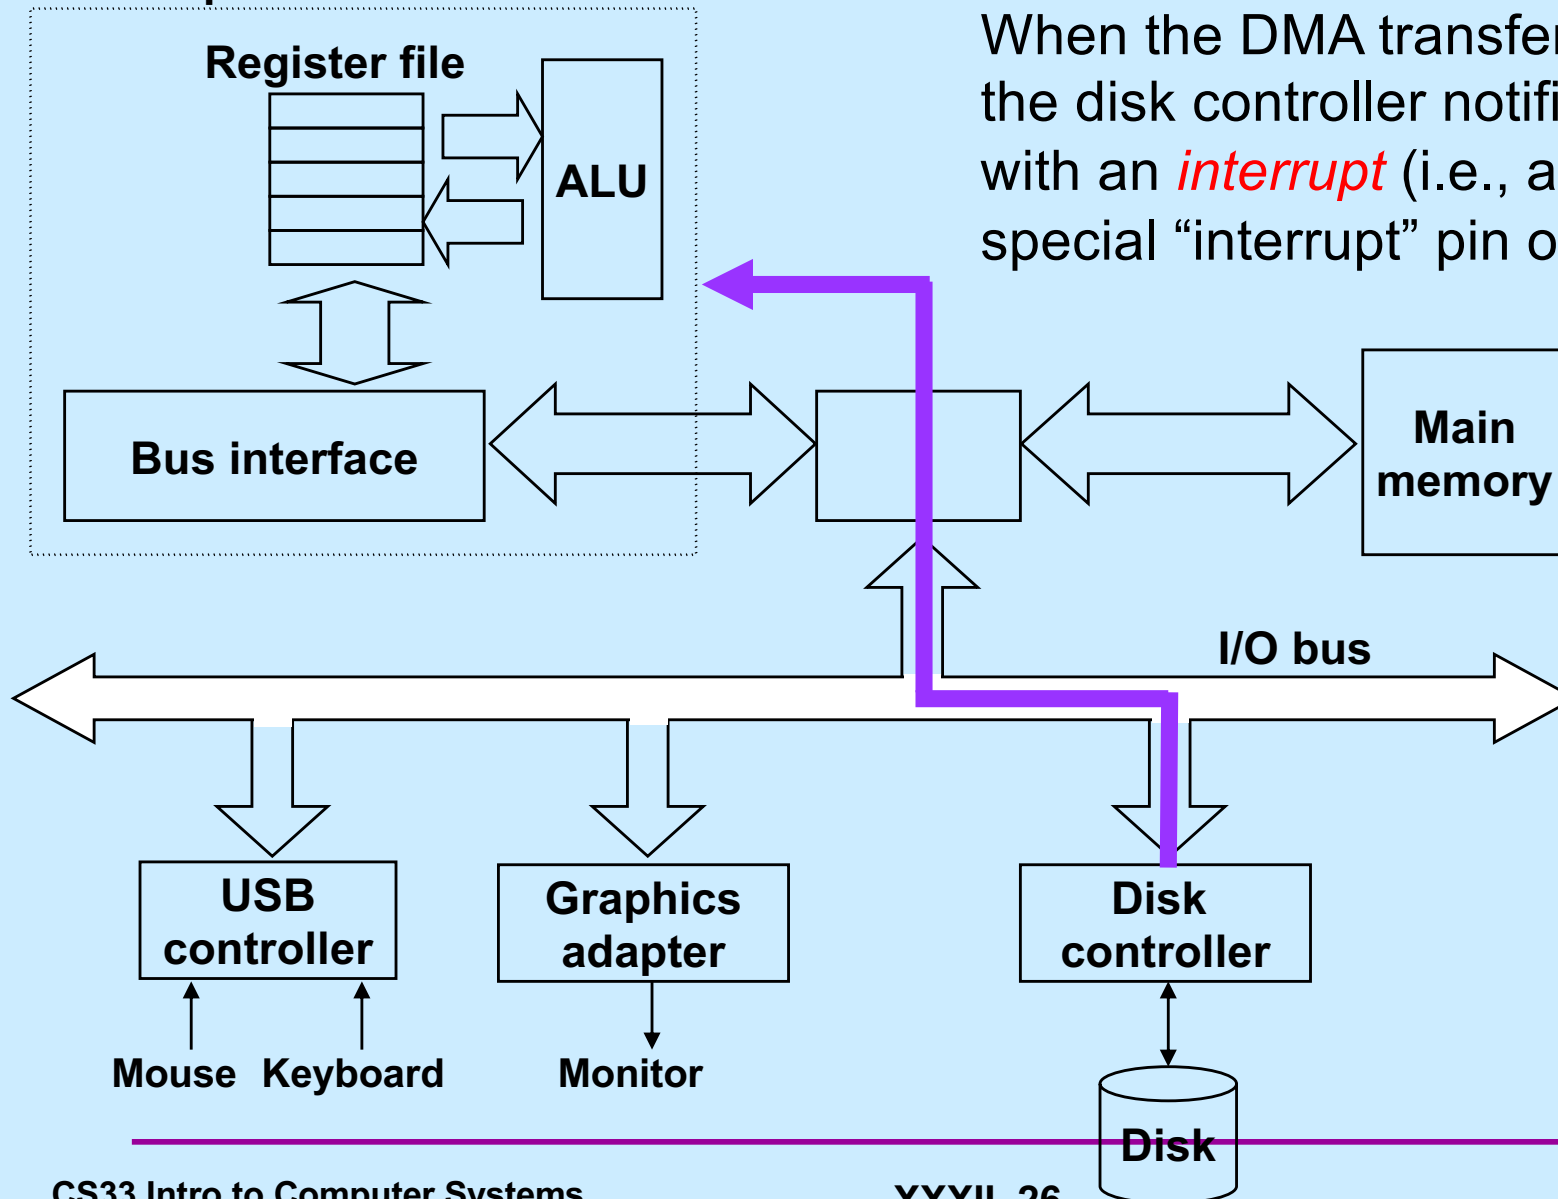 When the DMA transfer
the disk controller notifi
with an interrupt (i.e., a
special “interrupt” pin o
Register file
ALU
Bus interface
Main
memory
I/O bus
USB
controller
Graphics
adapter
Disk
controller
Mouse
Keyboard
Monitor
Disk
CS33 Intro to Computer Systems
XXXII–26